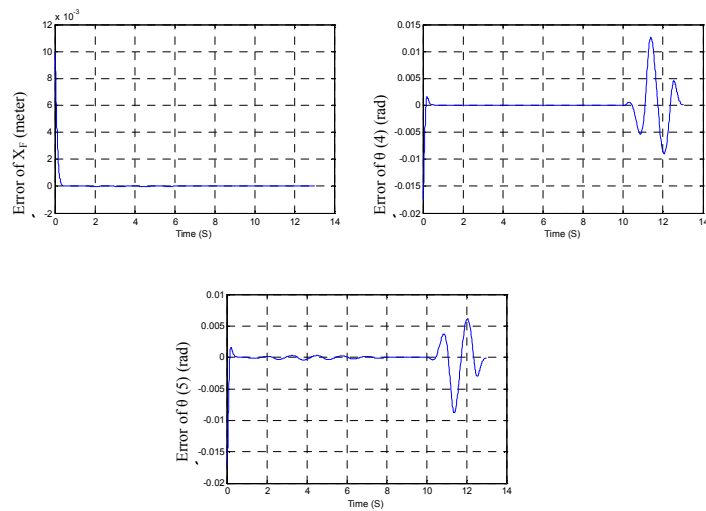 x 10⁻³
12
10
8
6
4
2
0
-2
0 2 4 6 8 10 12 14
Time (S)
Error of X_F (meter)
0.015
0.01
0.005
0
-0.005
-0.01
-0.015
-0.02
0 2 4 6 8 10 12 14
Time (S)
Error of θ (4) (rad)
0.01
0.005
0
-0.005
-0.01
-0.015
-0.02
0 2 4 6 8 10 12 14
Time (S)
Error of θ (5) (rad)